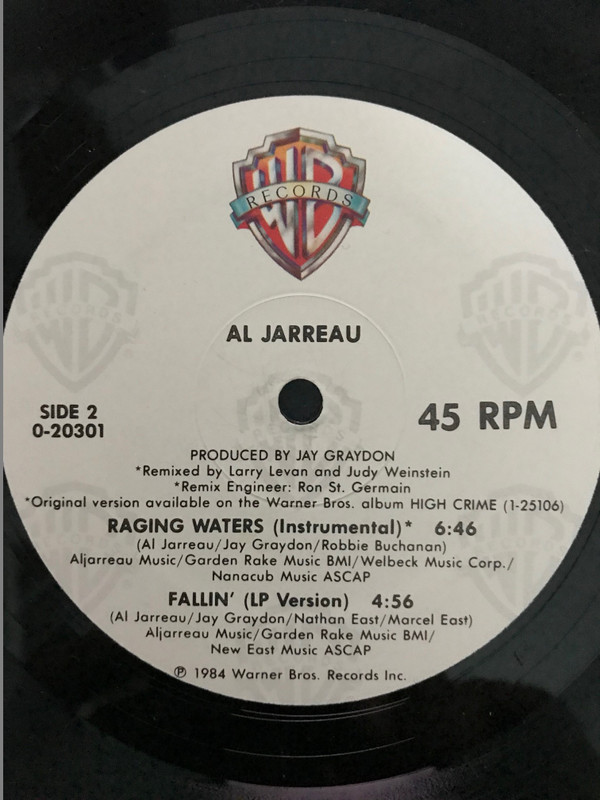 WB
RECORDS
AL JARREAU
SIDE 2
0-20301
45 RPM
PRODUCED BY JAY GRAYDON
*Remixed by Larry Levan and Judy Weinstein
*Remix Engineer: Ron St. Germain
*Original version available on the Warner Bros. album HIGH CRIME (1-25106)
RAGING WATERS (Instrumental)* 6:46
(Al Jarreau/Jay Graydon/Robbie Buchanan)
Aljarreau Music/Garden Rake Music BMI/Welbeck Music Corp./
Nanacub Music ASCAP
FALLIN' (LP Version) 4:56
(Al Jarreau/Jay Graydon/Nathan East/Marcel East)
Aljarreau Music/Garden Rake Music BMI/
New East Music ASCAP
℗ 1984 Warner Bros. Records Inc.